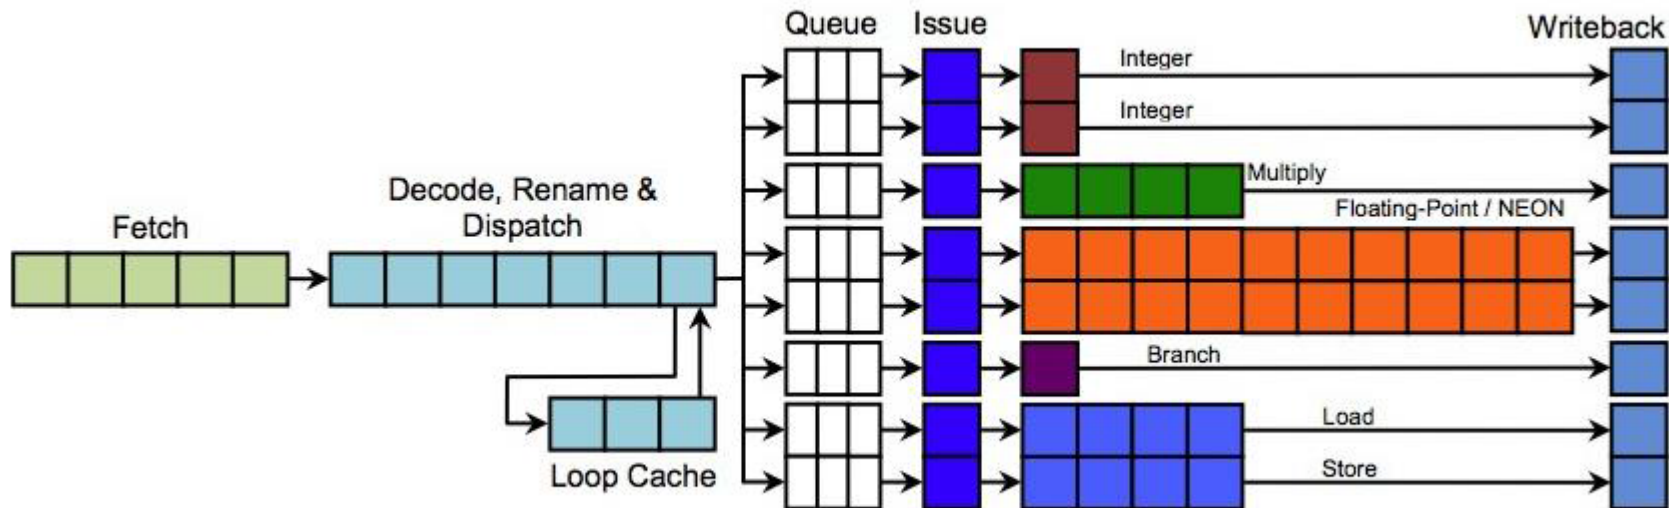 Queue
Issue
Writeback
Integer
Integer
Multiply
Floating-Point / NEON
Decode, Rename &
Dispatch
Fetch
Branch
Load
Store
Loop Cache